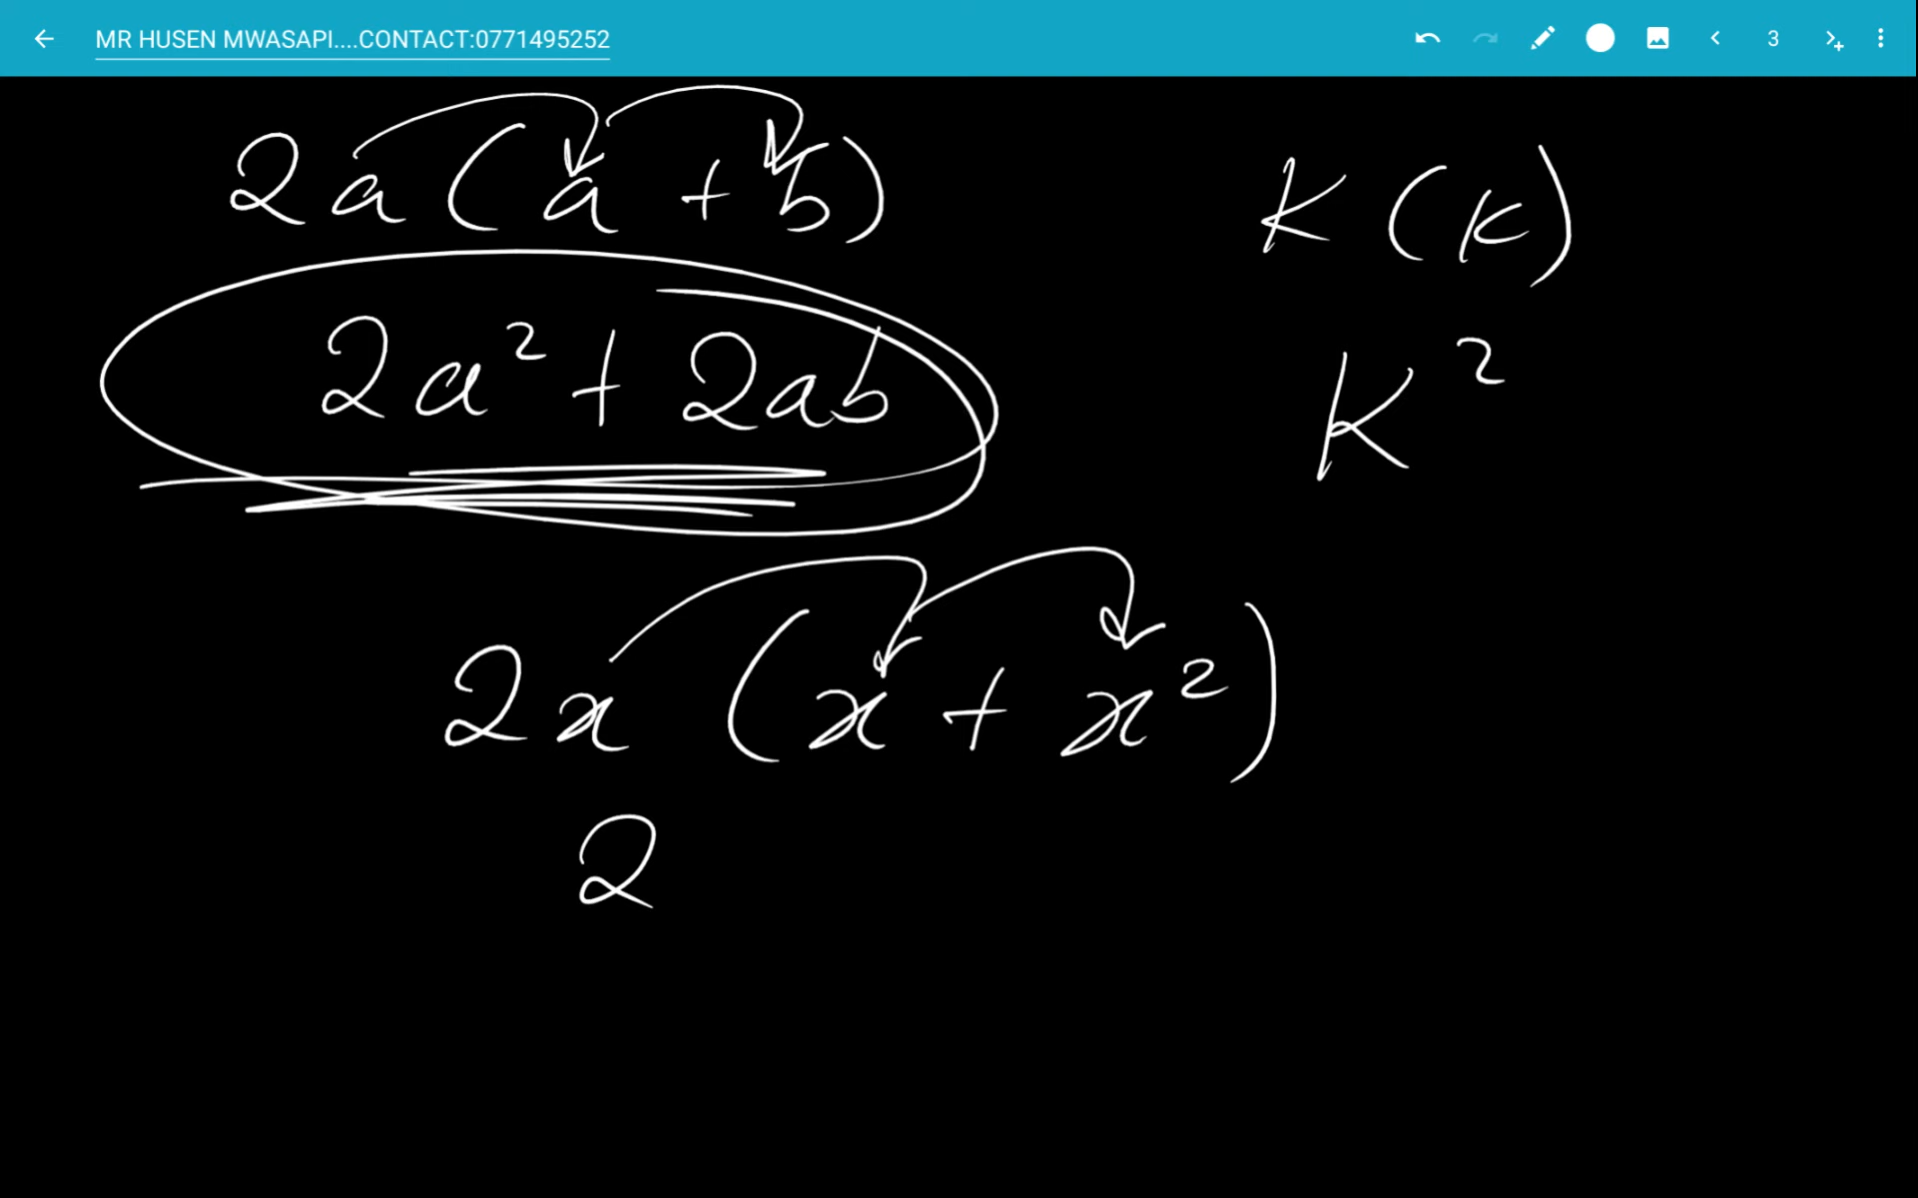 MR HUSEN MWASAPI....CONTACT:0771495252
3
2a(a + b)
K(k)
2a² + 2ab
K²
2x (x + x²)
2